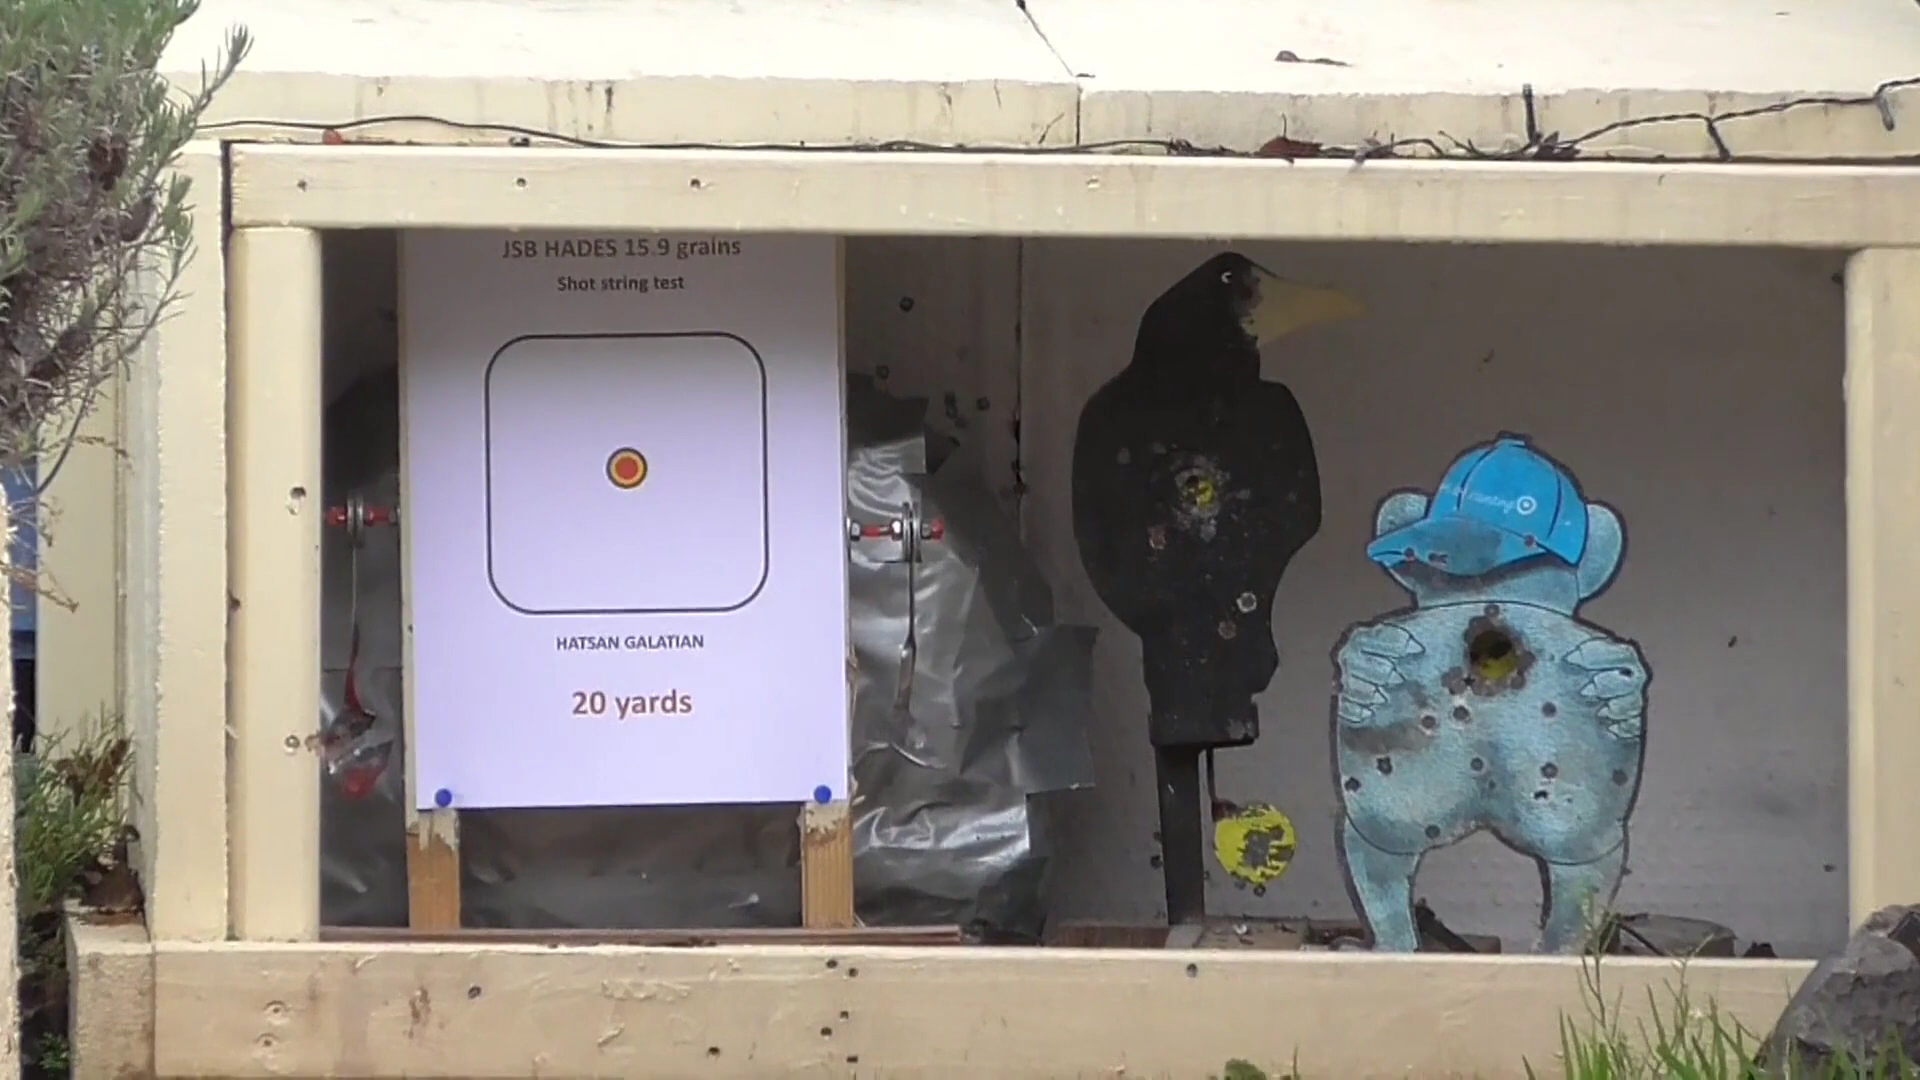 JSB HADES 15.9 grains
Shot string test
HATSAN GALATIAN
20 yards